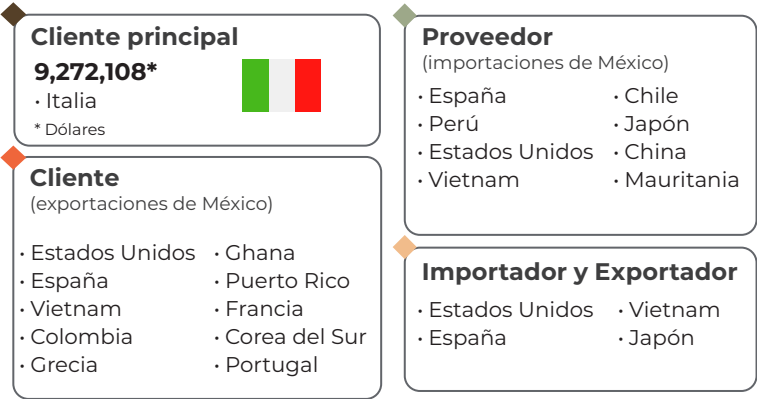 Cliente principal
9,272,108*
· Italia
* Dólares
Cliente
(exportaciones de México)
· Estados Unidos
· España
· Vietnam
· Colombia
· Grecia
· Ghana
· Puerto Rico
· Francia
· Corea del Sur
· Portugal
Proveedor
(importaciones de México)
· España
· Perú
· Estados Unidos
· Vietnam
· Chile
· Japón
· China
· Mauritania
Importador y Exportador
· Estados Unidos
· España
· Vietnam
· Japón